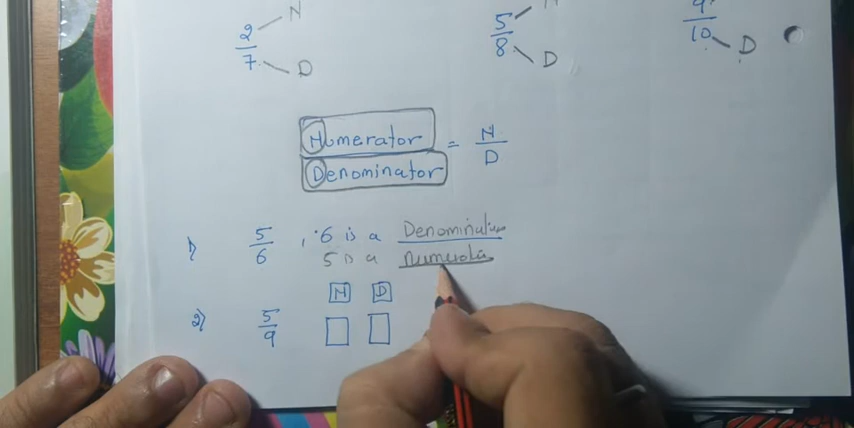 2/7 N D
5/8 N D
9/10 D
Numerator/Denominator = N/D
1) 5/6 , 6 is a Denominator
5 is a Numerator
N D
2) 5/9